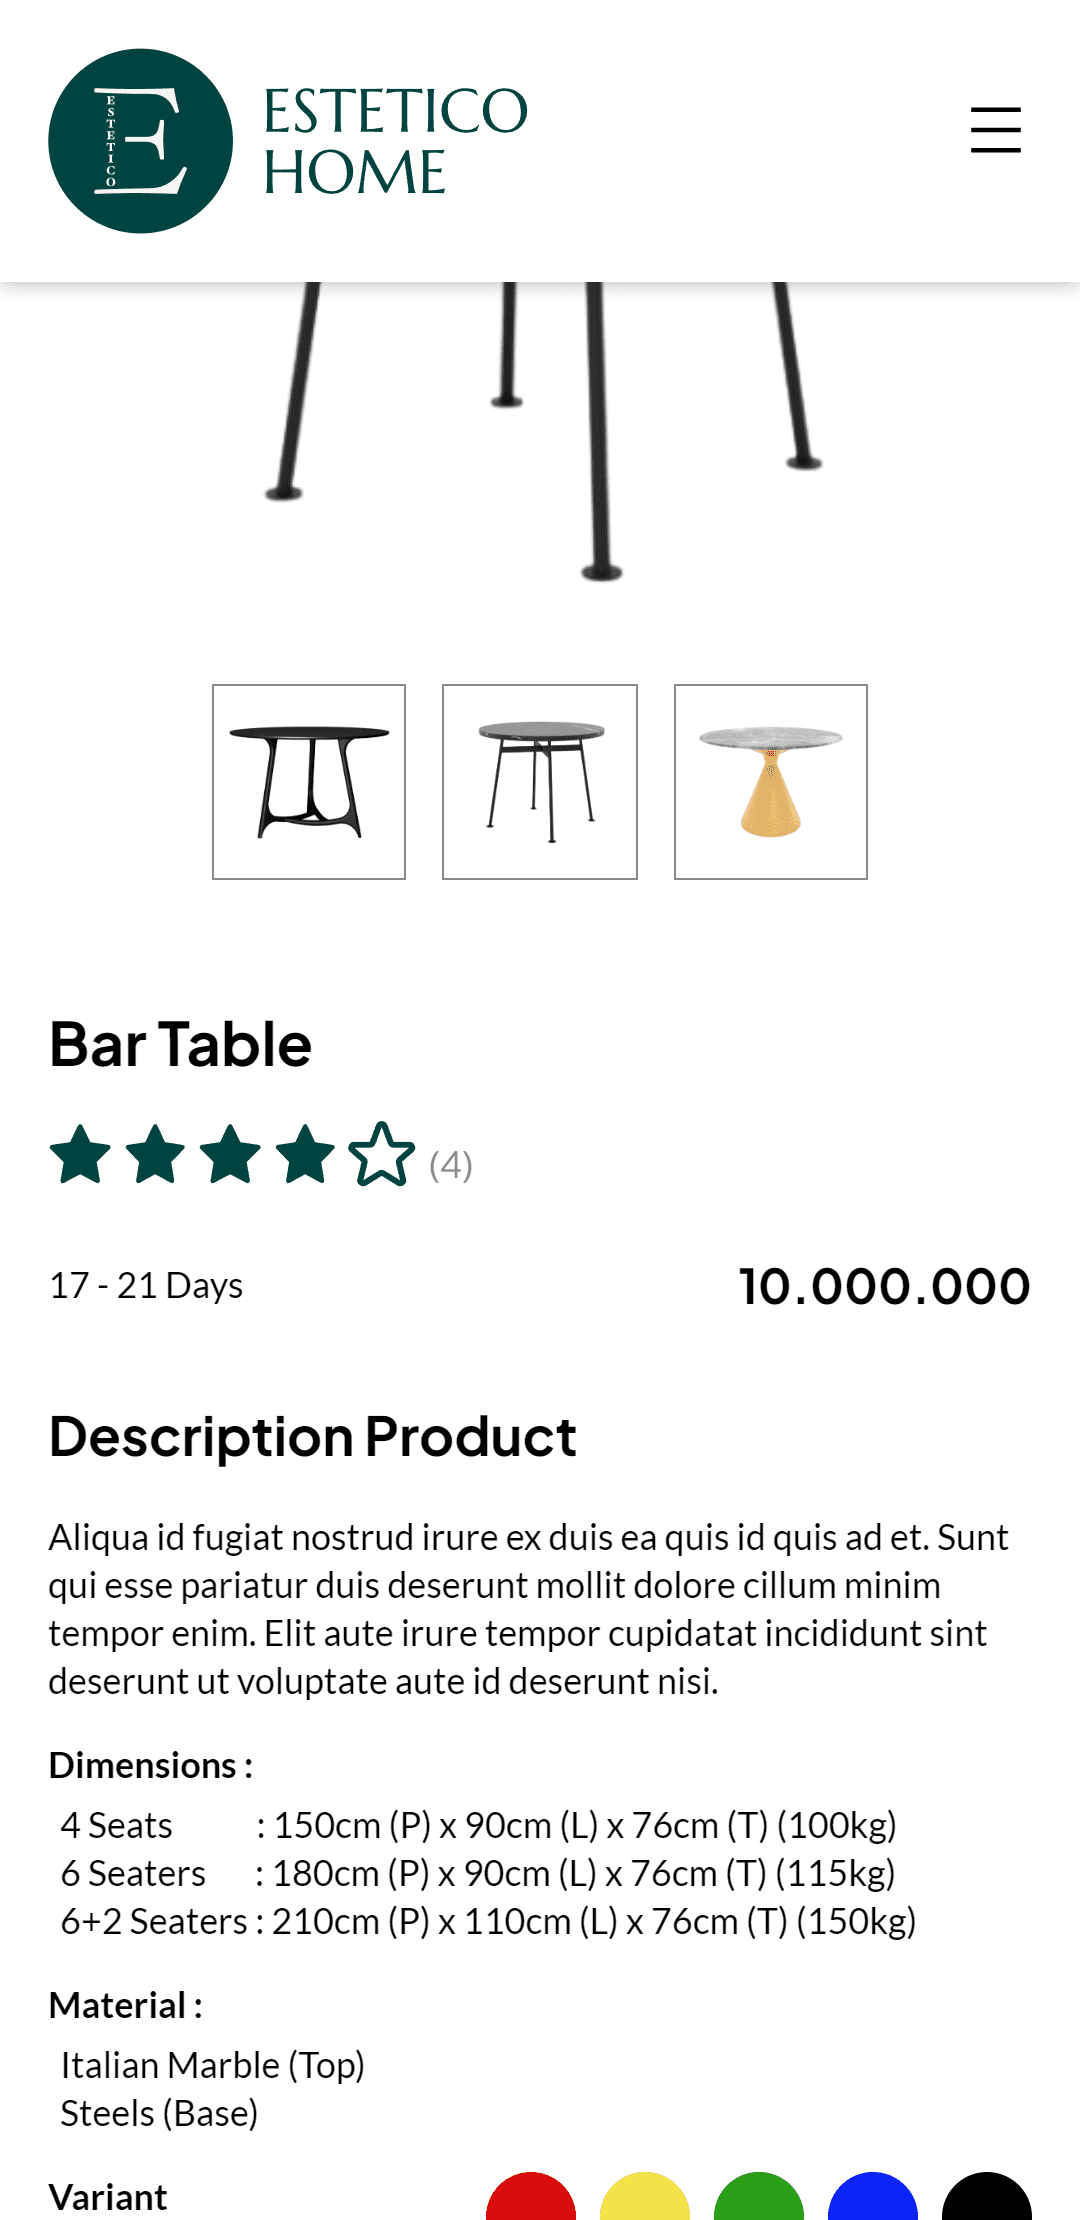 ESTETICO
ESTETICO
HOME
Bar Table
(4)
17 - 21 Days
10.000.000
Description Product
Aliqua id fugiat nostrud irure ex duis ea quis id quis ad et. Sunt
qui esse pariatur duis deserunt mollit dolore cillum minim
tempor enim. Elit aute irure tempor cupidatat incididunt sint
deserunt ut voluptate aute id deserunt nisi.
Dimensions :
4 Seats : 150cm (P) x 90cm (L) x 76cm (T) (100kg)
6 Seaters : 180cm (P) x 90cm (L) x 76cm (T) (115kg)
6+2 Seaters : 210cm (P) x 110cm (L) x 76cm (T) (150kg)
Material :
Italian Marble (Top)
Steels (Base)
Variant